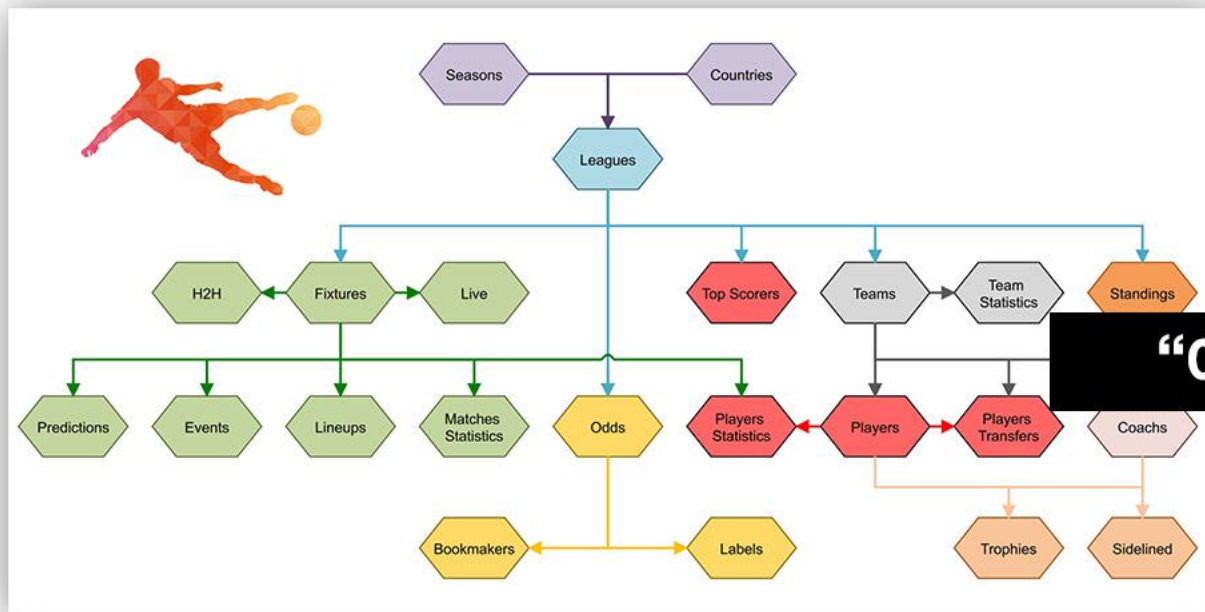 Seasons
Countries
Leagues
H2H
Fixtures
Live
Top Scorers
Teams
Team
Statistics
Standings
Predictions
Events
Lineups
Matches
Statistics
Odds
Players
Statistics
Players
Players
Transfers
Coachs
Bookmakers
Labels
Trophies
Sidelined